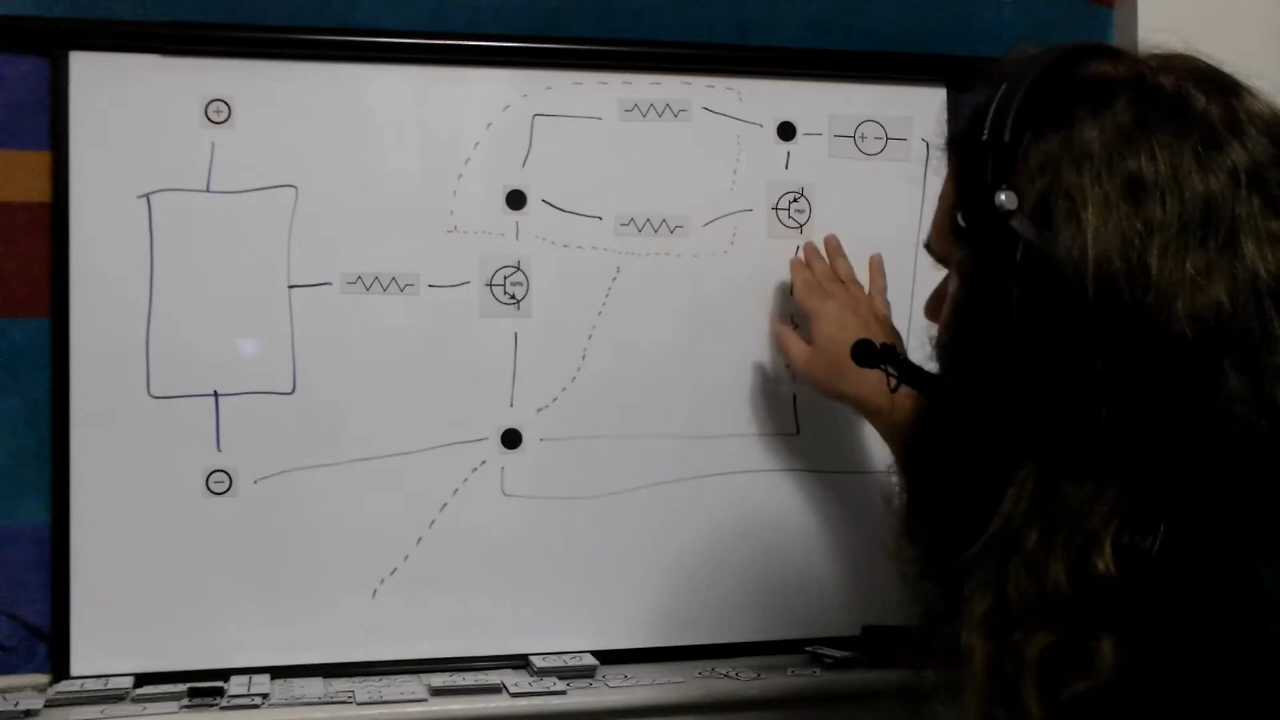 +
+ -
PNP
NPN
−